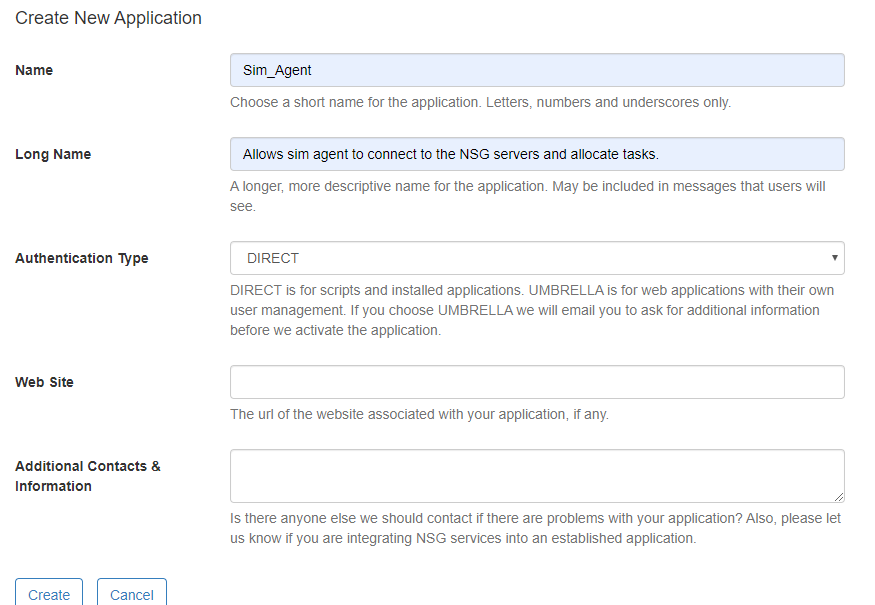 Create New Application
Name
Sim_Agent
Choose a short name for the application. Letters, numbers and underscores only.
Long Name
Allows sim agent to connect to the NSG servers and allocate tasks.
A longer, more descriptive name for the application. May be included in messages that users will
see.
Authentication Type
DIRECT
DIRECT is for scripts and installed applications. UMBRELLA is for web applications with their own
user management. If you choose UMBRELLA we will email you to ask for additional information
before we activate the application.
Web Site
The url of the website associated with your application, if any.
Additional Contacts &
Information
Is there anyone else we should contact if there are problems with your application? Also, please let
us know if you are integrating NSG services into an established application.
Create
Cancel